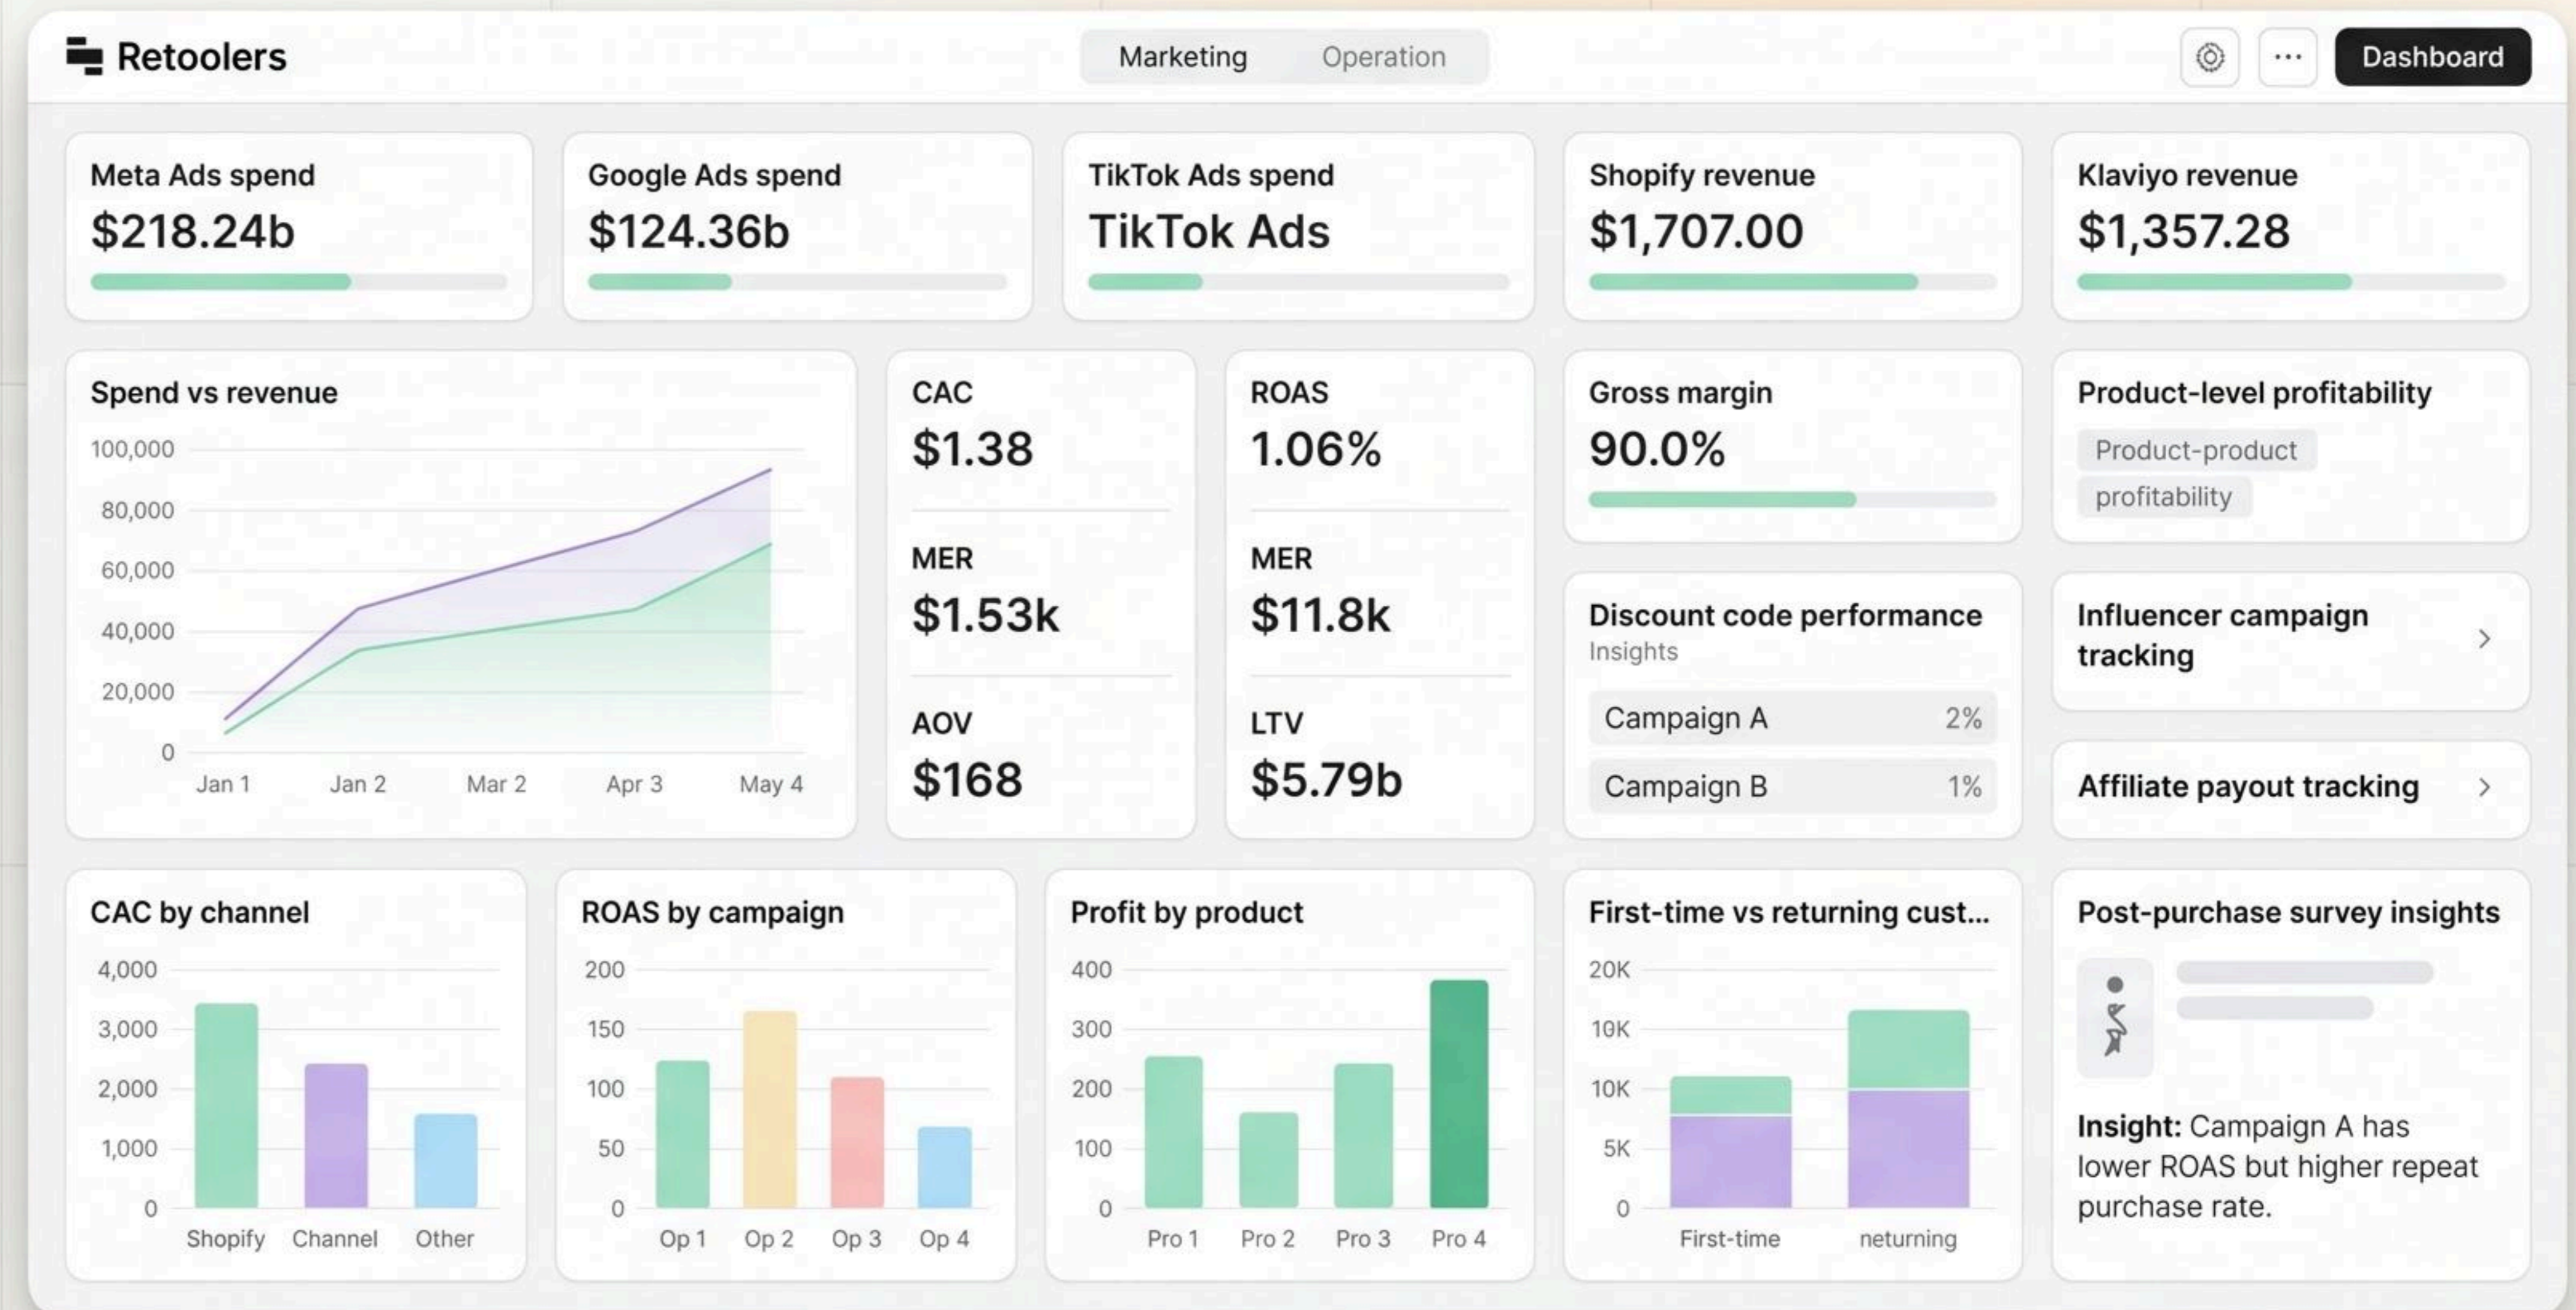 Retoolers
Marketing
Operation
Dashboard
Meta Ads spend
$218.24b
Google Ads spend
$124.36b
TikTok Ads spend
TikTok Ads
Shopify revenue
$1,707.00
Klaviyo revenue
$1,357.28
Spend vs revenue
100,000
80,000
60,000
40,000
20,000
0
Jan 1
Jan 2
Mar 2
Apr 3
May 4
CAC
$1.38
MER
$1.53k
AOV
$168
ROAS
1.06%
MER
$11.8k
LTV
$5.79b
Gross margin
90.0%
Product-level profitability
Product-product
profitability
Discount code performance
Insights
Campaign A 2%
Campaign B 1%
Influencer campaign
tracking
Affiliate payout tracking
CAC by channel
4,000
3,000
2,000
1,000
0
Shopify
Channel
Other
ROAS by campaign
200
150
100
50
0
Op 1
Op 2
Op 3
Op 4
Profit by product
400
300
200
100
0
Pro 1
Pro 2
Pro 3
Pro 4
First-time vs returning cust...
20K
10K
10K
5K
0
First-time
neturning
Post-purchase survey insights
Insight: Campaign A has
lower ROAS but higher repeat
purchase rate.